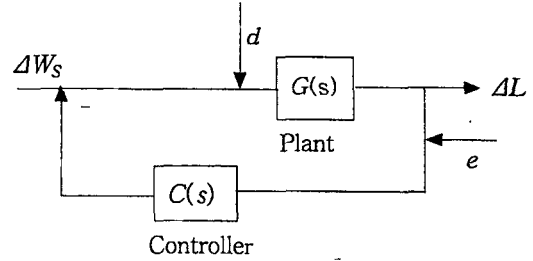 d
ΔW_S
G(s)
ΔL
–
Plant
e
C(s)
Controller